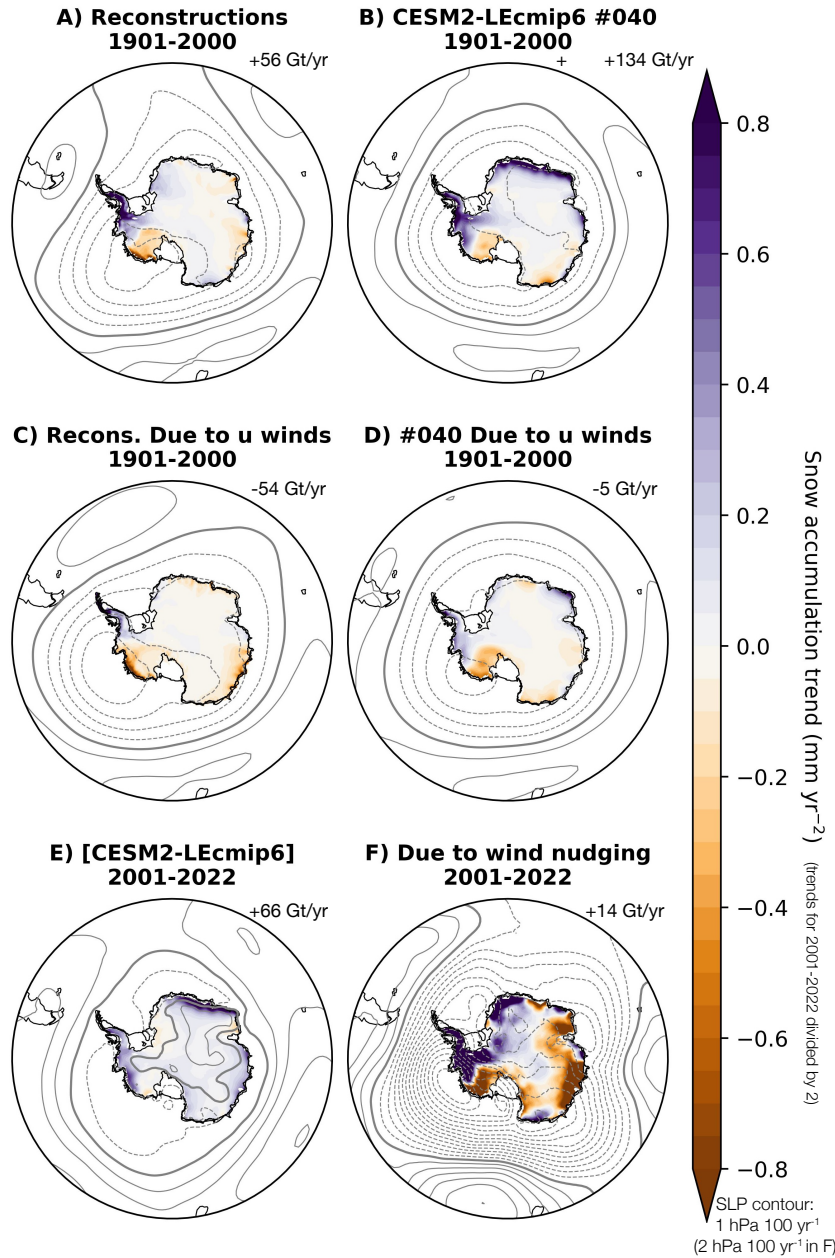 A) Reconstructions
1901-2000
+56 Gt/yr
B) CESM2-LEcmip6 #040
1901-2000
+
+134 Gt/yr
C) Recons. Due to u winds
1901-2000
-54 Gt/yr
D) #040 Due to u winds
1901-2000
-5 Gt/yr
E) [CESM2-LEcmip6]
2001-2022
+66 Gt/yr
F) Due to wind nudging
2001-2022
+14 Gt/yr
0.8
0.6
0.4
0.2
0.0
−0.2
−0.4
−0.6
−0.8
Snow accumulation trend (mm yr⁻²) (trends for 2001-2022 divided by 2)
SLP contour:
1 hPa 100 yr⁻¹
(2 hPa 100 yr⁻¹ in F)